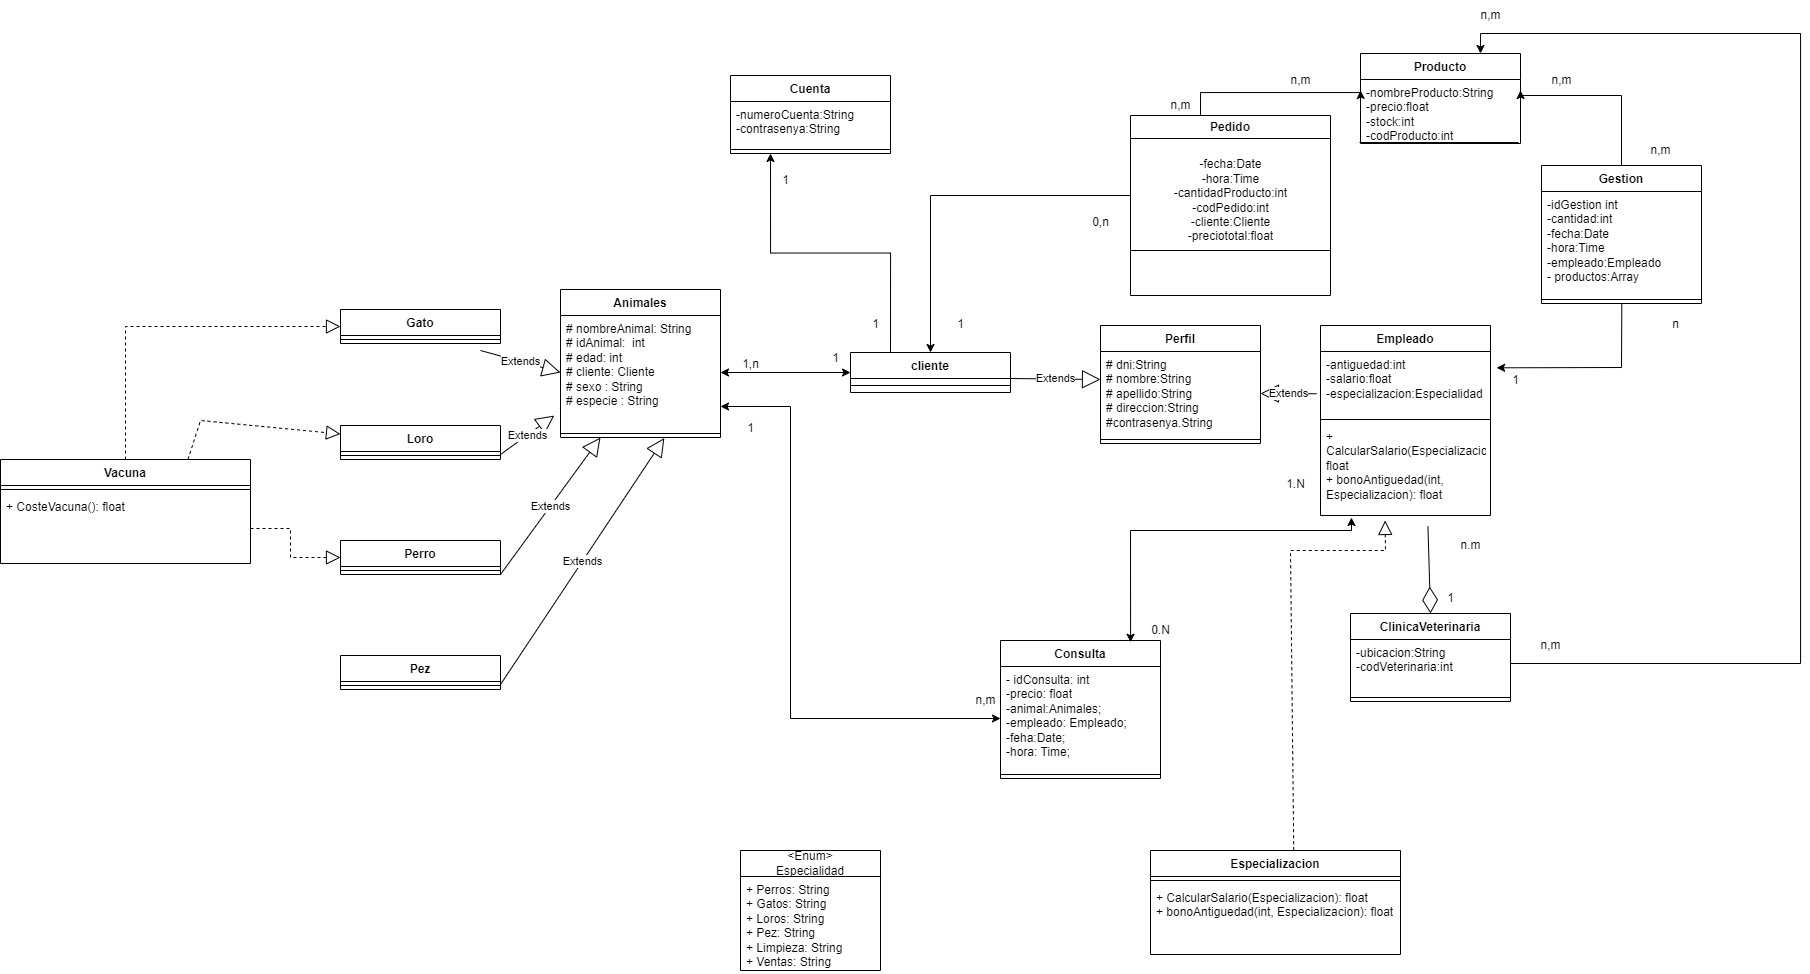 n,m
Producto
-nombreProducto:String
-precio:float
-stock:int
-codProducto:int
n,m
n,m
n,m
n,m
Cuenta
-numeroCuenta:String
-contrasenya:String
1
Pedido
-fecha:Date
-hora:Time
-cantidadProducto:int
-codPedido:int
-cliente:Cliente
-preciototal:float
0,n
Gestion
-idGestion int
-cantidad:int
-fecha:Date
-hora:Time
-empleado:Empleado
- productos:Array
n
1
Animales
# nombreAnimal: String
# idAnimal:  int
# edad: int
# cliente: Cliente
# sexo : String
# especie : String
Gato
Extends
1,n
1
1
1
cliente
Extends
Perfil
# dni:String
# nombre:String
# apellido:String
# direccion:String
#contrasenya.String
Extends
Empleado
-antiguedad:int
-salario:float
-especializacion:Especialidad
+
CalcularSalario(Especializacic
float
+ bonoAntiguedad(int,
Especializacion): float
1.N
Loro
Extends
1
Vacuna
+ CosteVacuna(): float
Extends
Perro
Extends
Pez
n.m
1
ClinicaVeterinaria
-ubicacion:String
-codVeterinaria:int
n,m
0.N
Consulta
- idConsulta: int
-precio: float
-animal:Animales;
-empleado: Empleado;
-feha:Date;
-hora: Time;
n,m
<Enum>
Especialidad
+ Perros: String
+ Gatos: String
+ Loros: String
+ Pez: String
+ Limpieza: String
+ Ventas: String
Especializacion
+ CalcularSalario(Especializacion): float
+ bonoAntiguedad(int, Especializacion): float